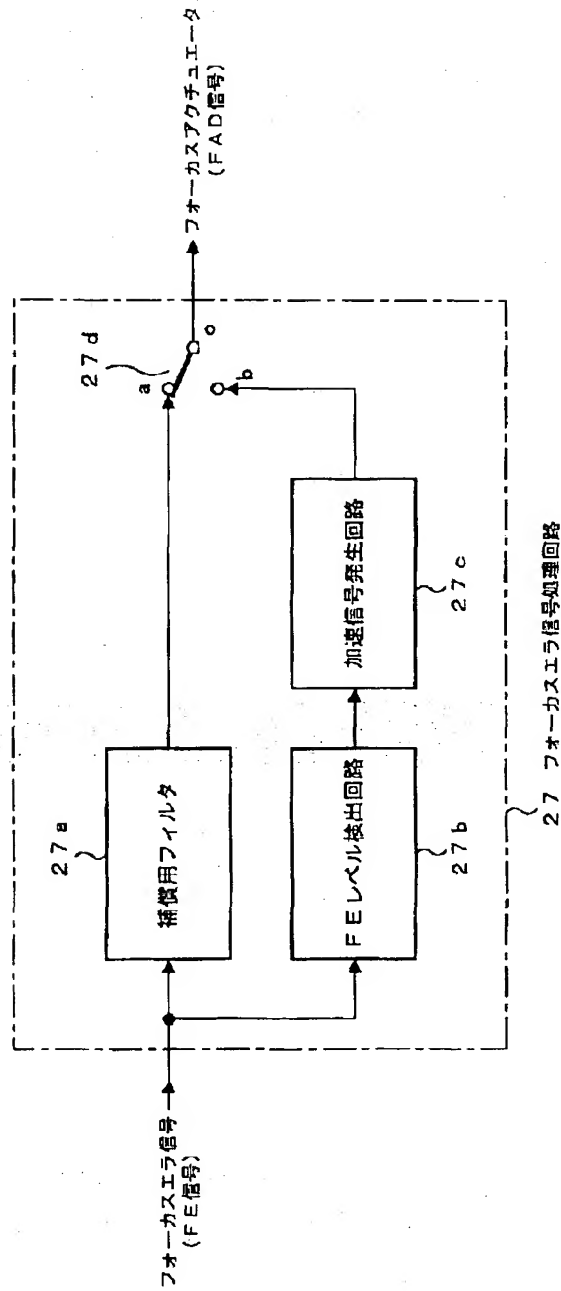 フォーカスエラ信号
(FE信号)
27a
補償用フィルタ
27b
FEレベル検出回路
27c
加速信号発生回路
27d
a
b
c
フォーカスアクチュエータ
(FAD信号)
27 フォーカスエラ信号処理回路